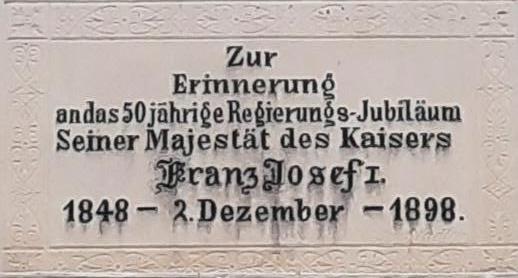 Zur
Erinnerung
an das 50 jährige Regierungs-Jubiläum
Seiner Majestät des Kaisers
Franz Josef I.
1848 – 2. Dezember – 1898.